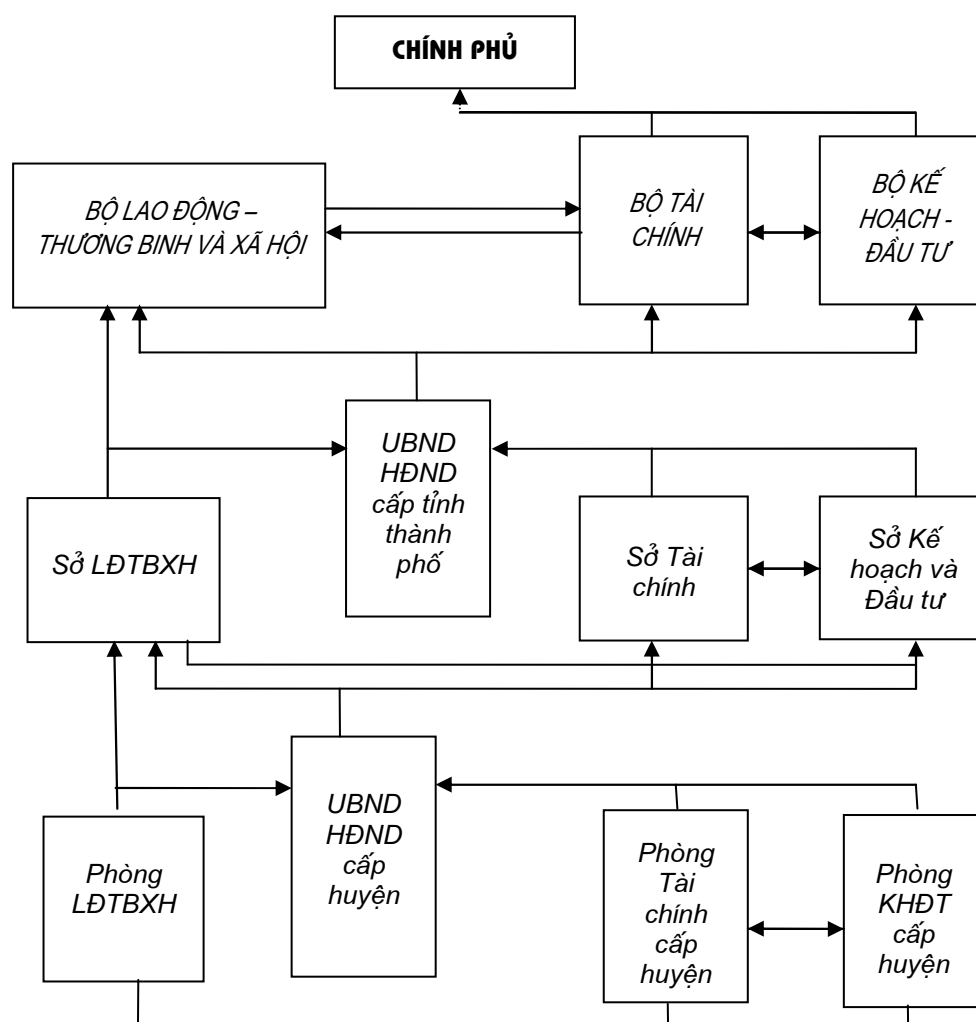 CHÍNH PHỦ
BỘ LAO ĐỘNG –
THƯƠNG BINH VÀ XÃ HỘI
BỘ TÀI
CHÍNH
BỘ KẾ
HOẠCH -
ĐẦU TƯ
UBND
HĐND
cấp tỉnh
thành
phố
Sở LĐTBXH
Sở Tài
chính
Sở Kế
hoạch và
Đầu tư
UBND
HĐND
cấp
huyện
Phòng
LĐTBXH
Phòng
Tài
chính
cấp
huyện
Phòng
KHĐT
cấp
huyện